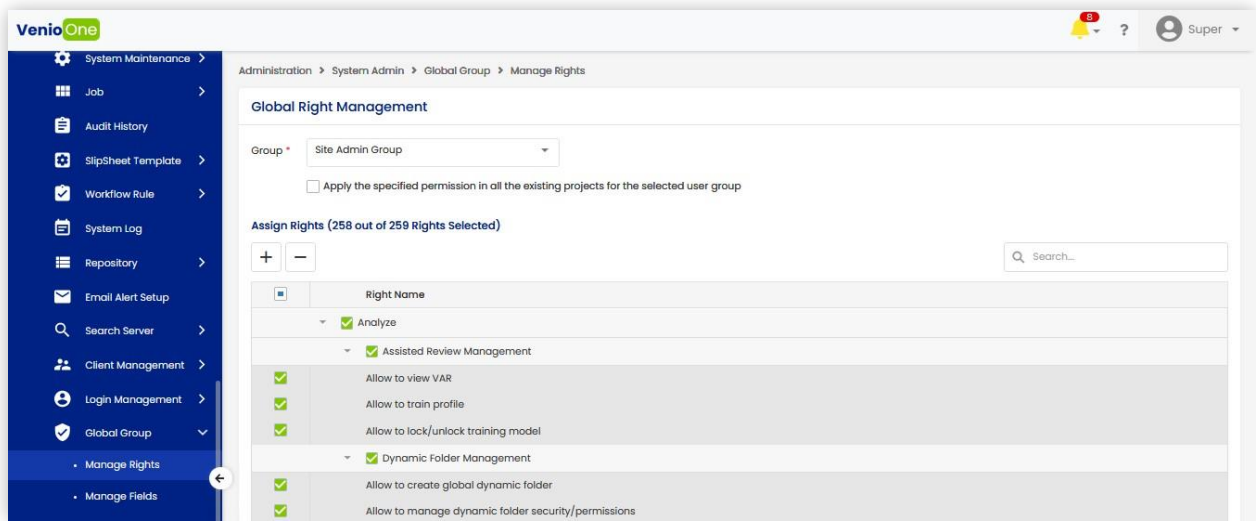 VenioOne
8
?
Super
System Maintenance
Job
Audit History
SlipSheet Template
Workflow Rule
System Log
Repository
Email Alert Setup
Search Server
Client Management
Login Management
Global Group
Manage Rights
Manage Fields
Administration > System Admin > Global Group > Manage Rights
Global Right Management
Group * Site Admin Group
Apply the specified permission in all the existing projects for the selected user group
Assign Rights (258 out of 259 Rights Selected)
Search...
Right Name
Analyze
Assisted Review Management
Allow to view VAR
Allow to train profile
Allow to lock/unlock training model
Dynamic Folder Management
Allow to create global dynamic folder
Allow to manage dynamic folder security/permissions